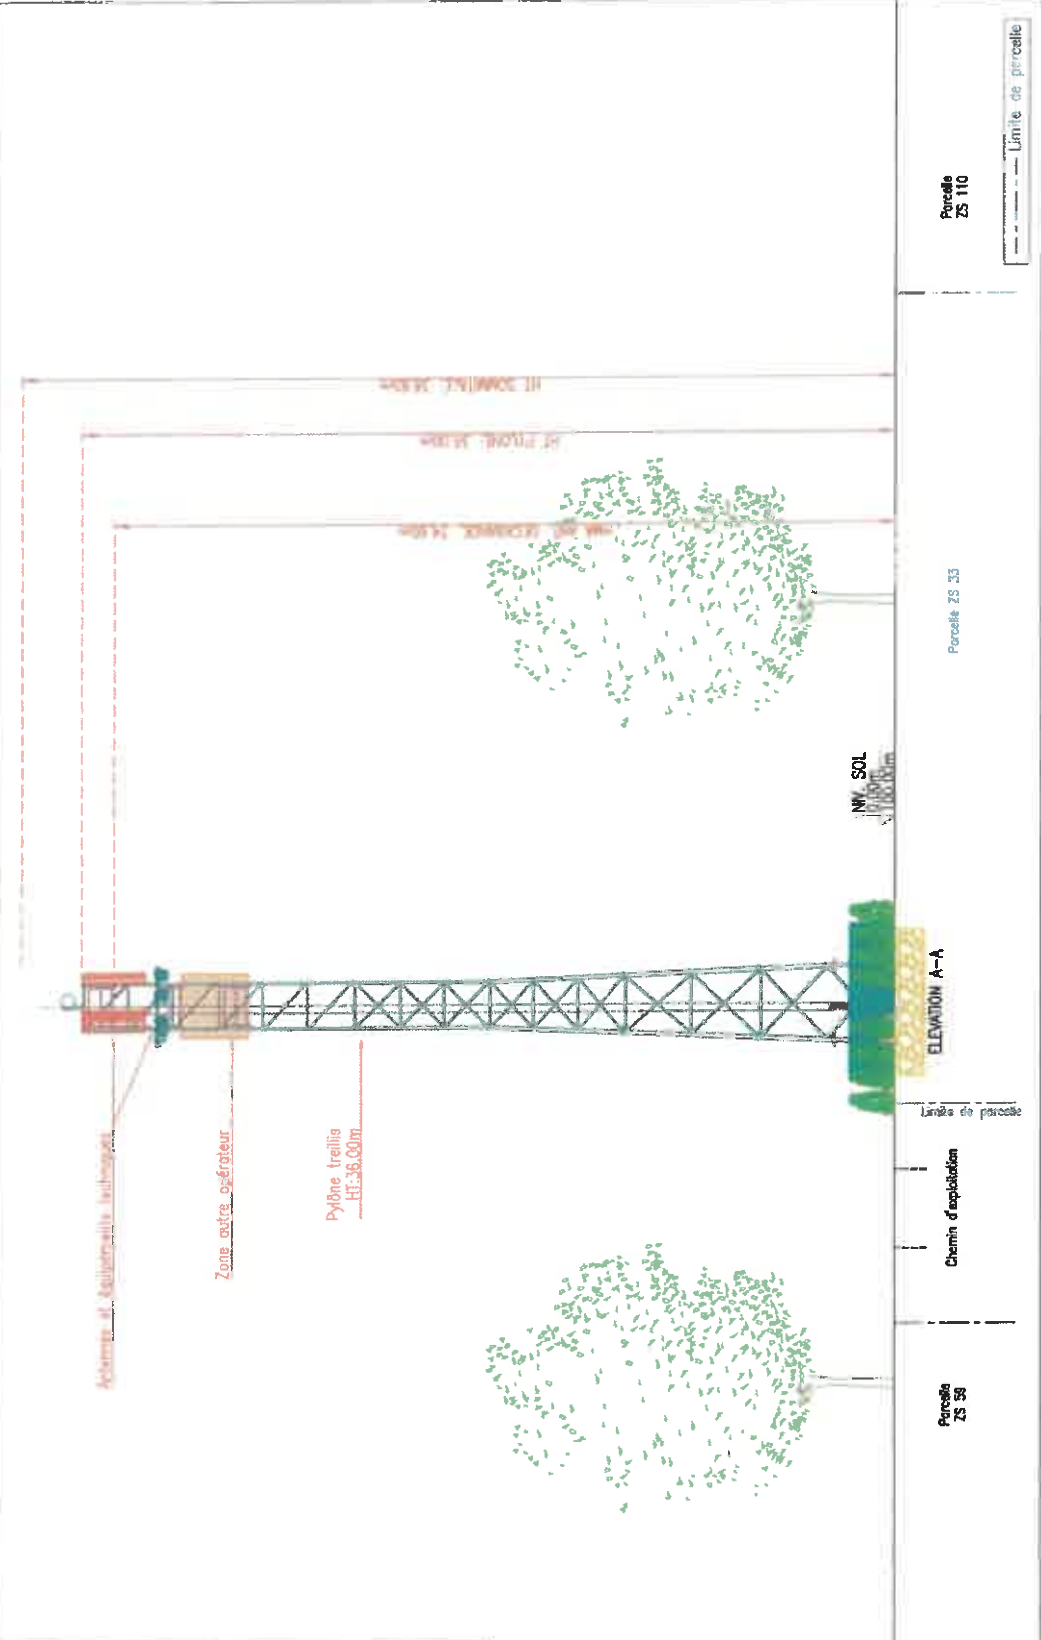 Antennes et équipements techniques
Zone autre opérateur
Pylône treillis
HT:36.00m
HT SOMMITALE:
HT PYLONE: 36.00m
NIV. SOL
0.00m
ELEVATION A-A
Limite de parcelle
Chemin d'exploitation
Parcelle
ZS 59
Parcelle ZS 33
Parcelle
ZS 110
Limite de parcelle